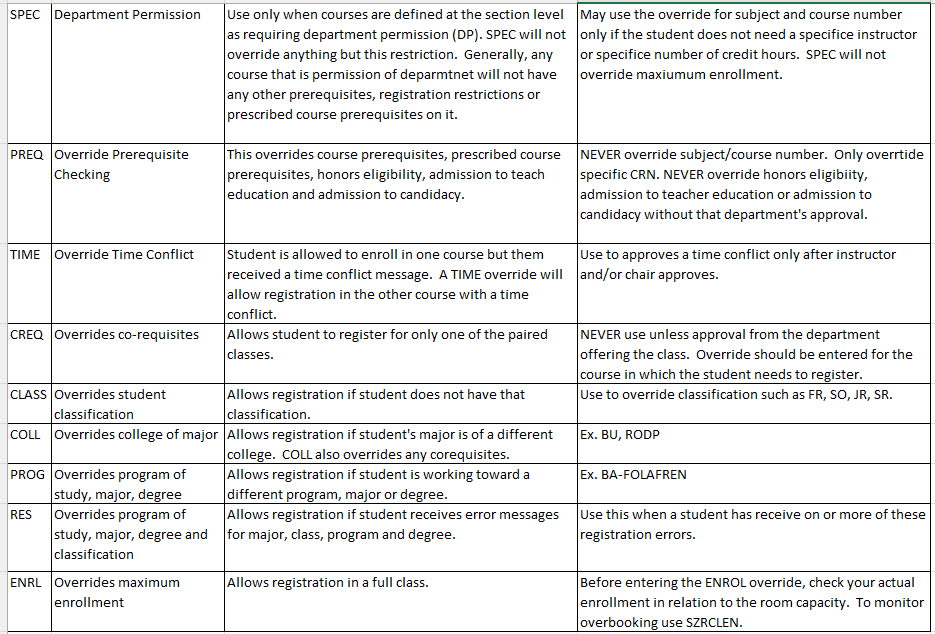 SPEC
Department Permission
Use only when courses are defined at the section level
as requiring department permission (DP). SPEC will not
override anything but this restriction.  Generally, any
course that is permission of deparmtnet will not have
any other prerequisites, registration restrictions or
prescribed course prerequisites on it.
May use the override for subject and course number
only if the student does not need a specifice instructor
or specifice number of credit hours.  SPEC will not
override maxiumum enrollment.
PREQ
Override Prerequisite
Checking
This overrides course prerequisites, prescribed course
prerequisites, honors eligibility, admission to teach
education and admission to candidacy.
NEVER override subject/course number.  Only overrtide
specific CRN. NEVER override honors eligibiity,
admission to teacher education or admission to
candidacy without that department's approval.
TIME
Override Time Conflict
Student is allowed to enroll in one course but them
received a time conflict message.  A TIME override will
allow registration in the other course with a time
conflict.
Use to approves a time conflict only after instructor
and/or chair approves.
CREQ
Overrides co-requisites
Allows student to register for only one of the paired
classes.
NEVER use unless approval from the department
offering the class.  Override should be entered for the
course in which the student needs to register.
CLASS
Overrides student
classification
Allows registration if student does not have that
classification.
Use to override classification such as FR, SO, JR, SR.
COLL
Overrides college of major
Allows registration if student's major is of a different
college.  COLL also overrides any corequisites.
Ex. BU, RODP
PROG
Overrides program of
study, major, degree
Allows registration if student is working toward a
different program, major or degree.
Ex. BA-FOLAFREN
RES
Overrides program of
study, major, degree and
classification
Allows registration if student receives error messages
for major, class, program and degree.
Use this when a student has receive on or more of these
registration errors.
ENRL
Overrides maximum
enrollment
Allows registration in a full class.
Before entering the ENROL override, check your actual
enrollment in relation to the room capacity.  To monitor
overbooking use SZRCLEN.